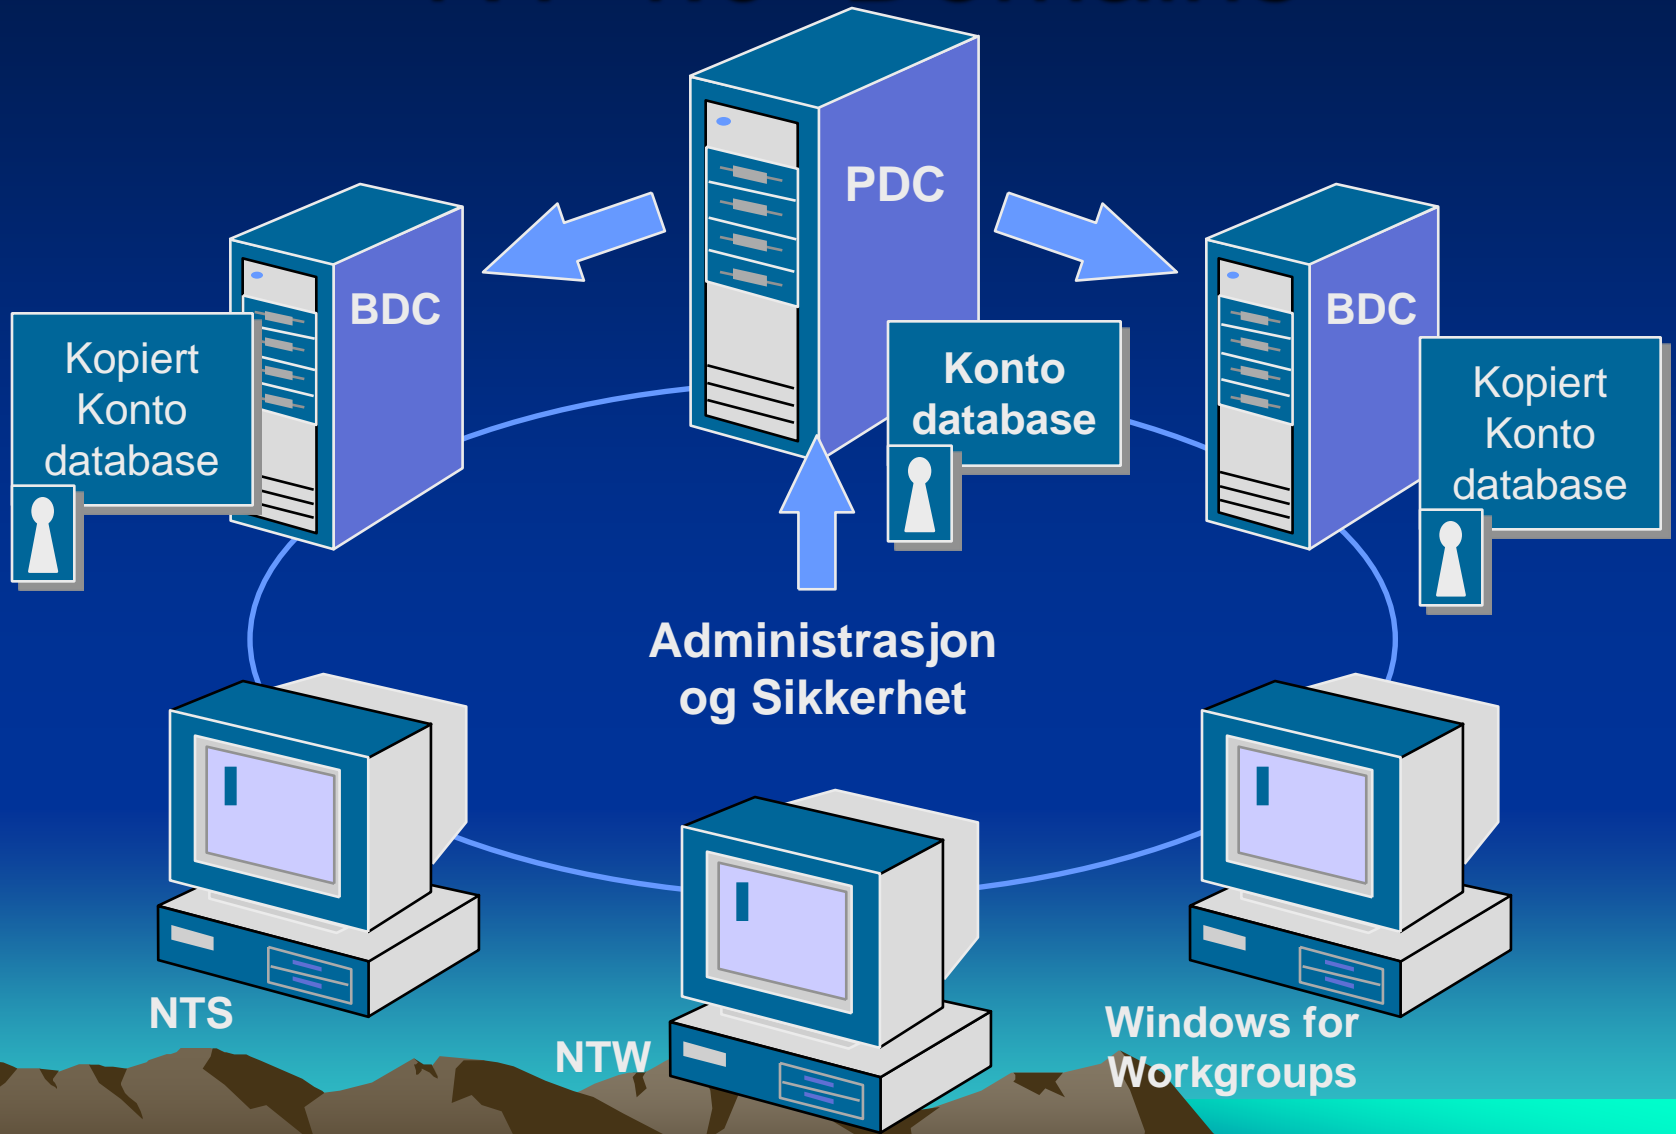 PDC
BDC
BDC
Kopiert
Konto
database
Konto
database
Kopiert
Konto
database
Administrasjon
og Sikkerhet
NTS
NTW
Windows for
Workgroups